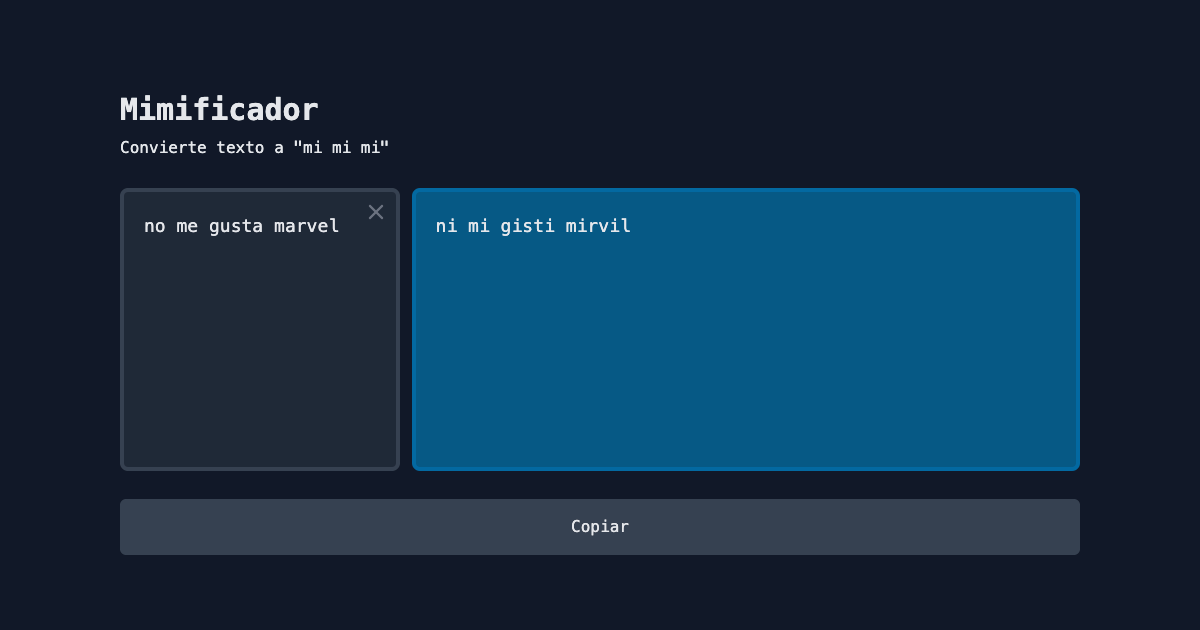 Mimificador
Convierte texto a "mi mi mi"
no me gusta marvel
ni mi gisti mirvil
Copiar